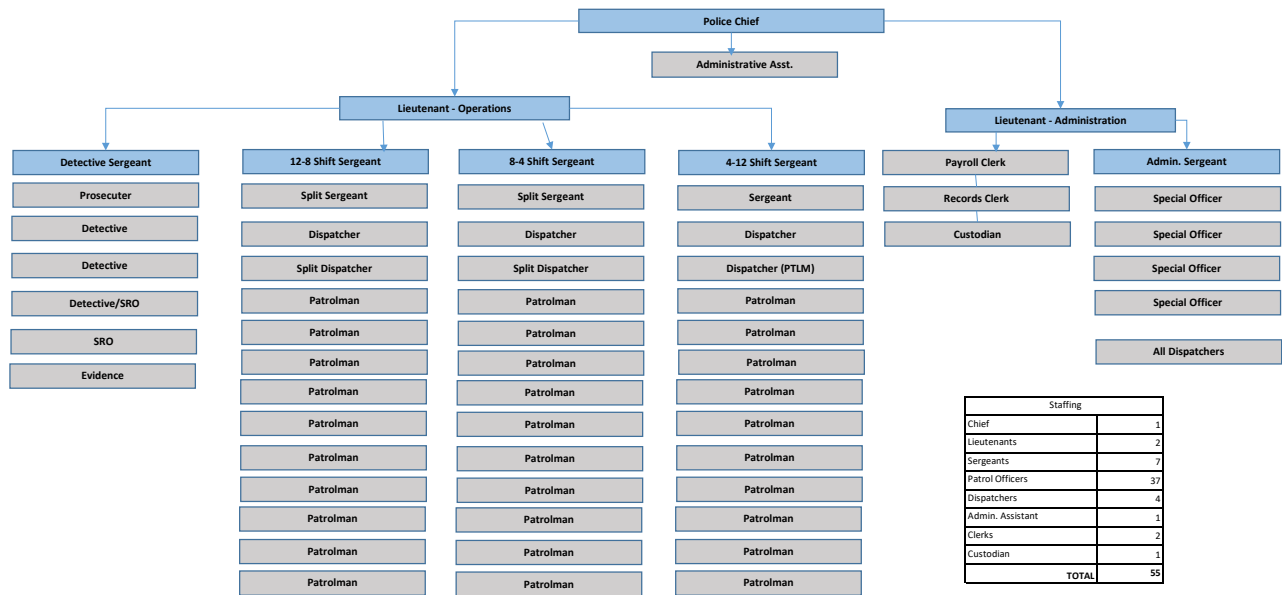 Police Chief
Administrative Asst.
Lieutenant - Operations
Lieutenant - Administration
Detective Sergeant
Prosecuter
Detective
Detective
Detective/SRO
SRO
Evidence
12-8 Shift Sergeant
Split Sergeant
Dispatcher
Split Dispatcher
Patrolman
Patrolman
Patrolman
Patrolman
Patrolman
Patrolman
Patrolman
Patrolman
Patrolman
Patrolman
8-4 Shift Sergeant
Split Sergeant
Dispatcher
Split Dispatcher
Patrolman
Patrolman
Patrolman
Patrolman
Patrolman
Patrolman
Patrolman
Patrolman
Patrolman
Patrolman
4-12 Shift Sergeant
Sergeant
Dispatcher
Dispatcher (PTLM)
Patrolman
Patrolman
Patrolman
Patrolman
Patrolman
Patrolman
Patrolman
Patrolman
Patrolman
Patrolman
Payroll Clerk
Records Clerk
Custodian
Admin. Sergeant
Special Officer
Special Officer
Special Officer
Special Officer
All Dispatchers
Staffing
Chief 1
Lieutenants 2
Sergeants 7
Patrol Officers 37
Dispatchers 4
Admin. Assistant 1
Clerks 2
Custodian 1
TOTAL 55